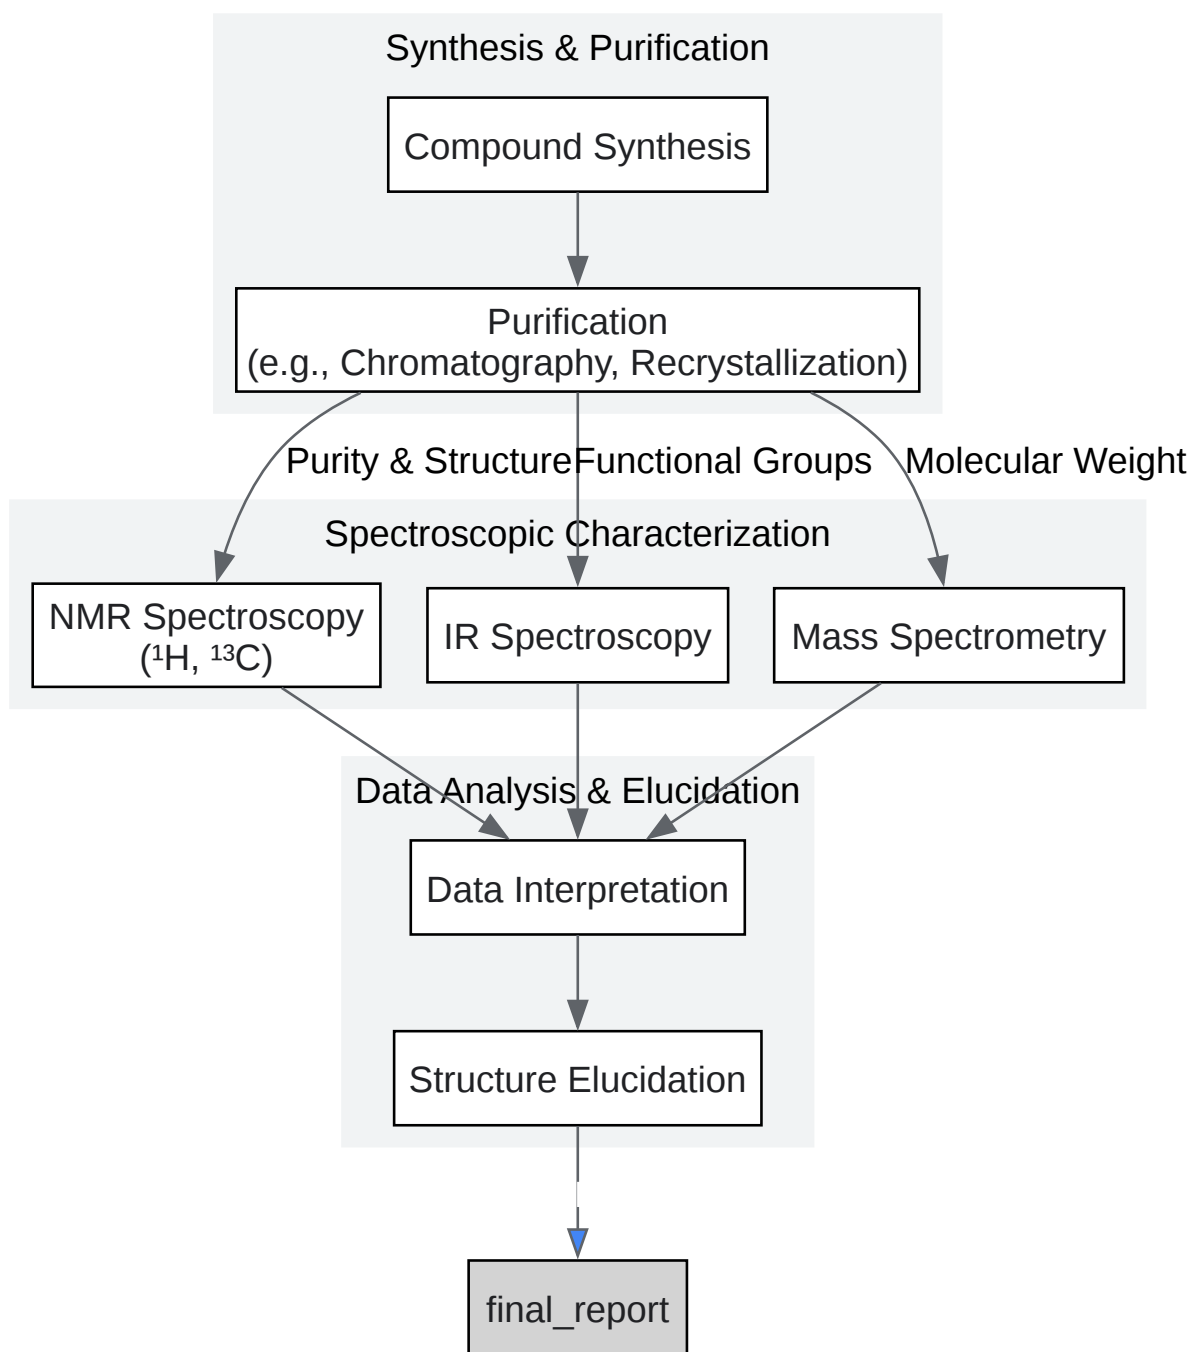 Synthesis & Purification
Compound Synthesis
Purification
(e.g., Chromatography, Recrystallization)
Purity & Structure
Functional Groups
Molecular Weight
Spectroscopic Characterization
NMR Spectroscopy
(¹H, ¹³C)
IR Spectroscopy
Mass Spectrometry
Data Analysis & Elucidation
Data Interpretation
Structure Elucidation
final_report